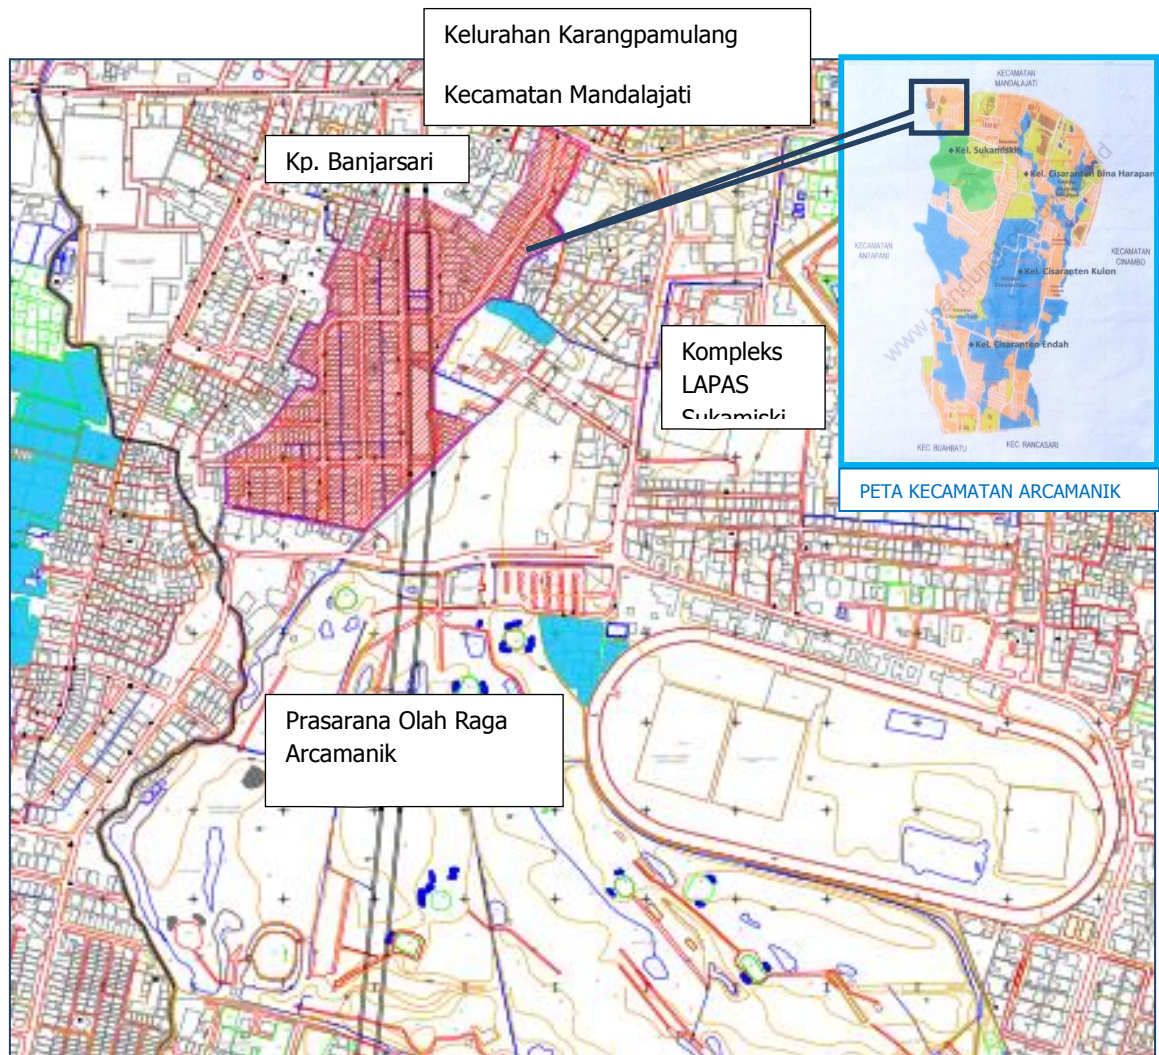 Kelurahan Karangpamulang
Kecamatan Mandalajati
Kp. Banjarsari
Kompleks
LAPAS
Sukamiski
Prasarana Olah Raga
Arcamanik
KECAMATAN
MANDALAJATI
Kel. Sukamiskin
Kel. Cisaranten Bina Harapan
KECAMATAN
ANTAPANI
KECAMATAN
CINAMBO
Kel. Cisaranten Kulon
Kel. Cisaranten Endah
KEC. BUAHBATU
KEC. RANCASARI
PETA KECAMATAN ARCAMANIK